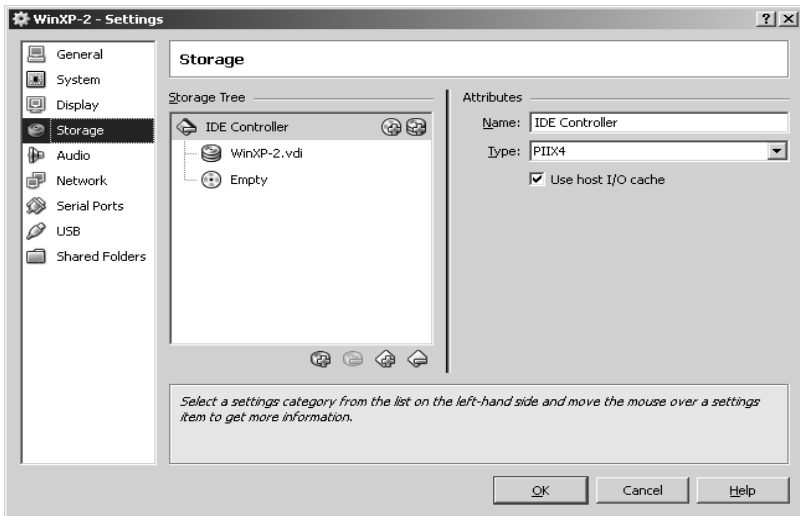 WinXP-2 - Settings
General
System
Display
Storage
Audio
Network
Serial Ports
USB
Shared Folders
Storage
Storage Tree
IDE Controller
WinXP-2.vdi
Empty
Attributes
Name: IDE Controller
Type: PIIX4
Use host I/O cache
Select a settings category from the list on the left-hand side and move the mouse over a settings
item to get more information.
OK Cancel Help